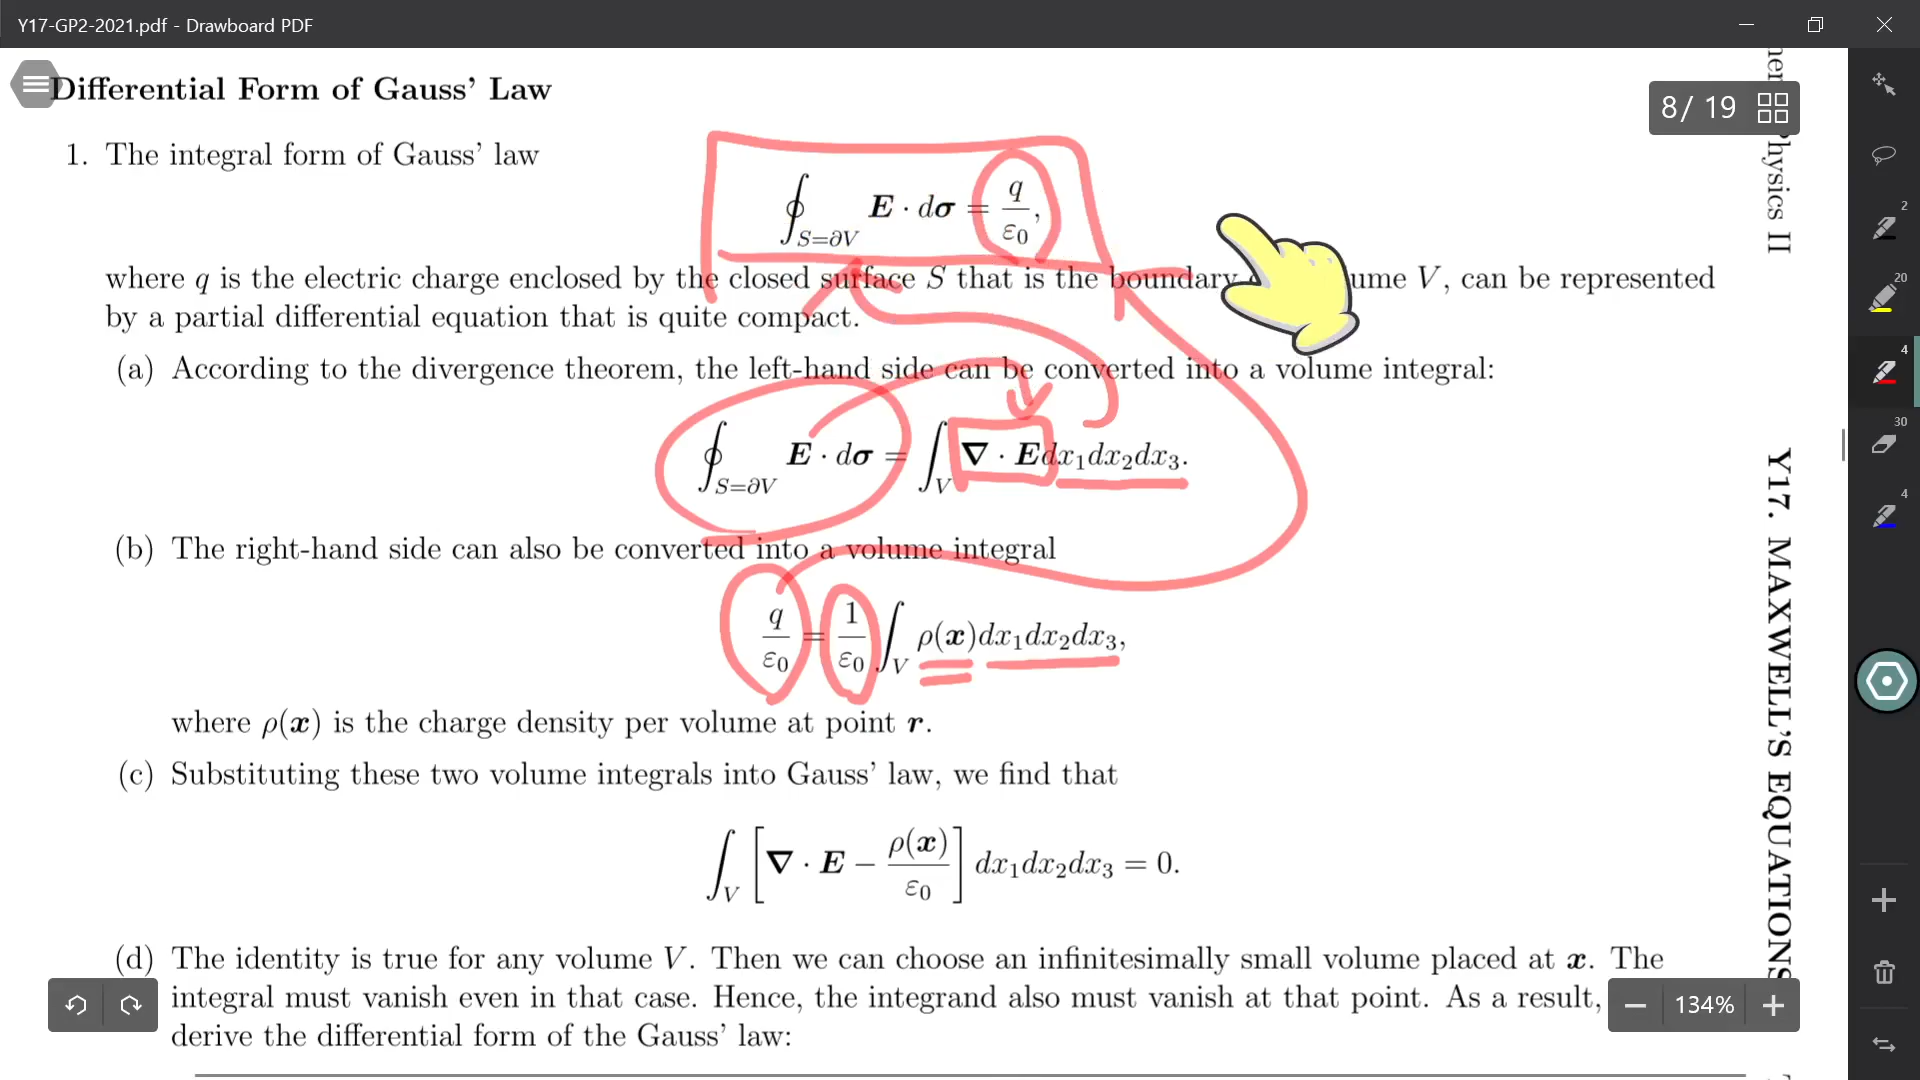 Y17-GP2-2021.pdf - Drawboard PDF
Differential Form of Gauss' Law
8/ 19
1. The integral form of Gauss' law
∮_{S=∂V} E · dσ = q/ε₀,
where q is the electric charge enclosed by the closed surface S that is the boundary ume V, can be represented
by a partial differential equation that is quite compact.
(a) According to the divergence theorem, the left-hand side can be converted into a volume integral:
∮_{S=∂V} E · dσ = ∫_V ∇ · E dx₁dx₂dx₃.
(b) The right-hand side can also be converted into a volume integral
q/ε₀ = 1/ε₀ ∫_V ρ(x)dx₁dx₂dx₃,
where ρ(x) is the charge density per volume at point r.
(c) Substituting these two volume integrals into Gauss' law, we find that
∫_V [∇ · E − ρ(x)/ε₀] dx₁dx₂dx₃ = 0.
(d) The identity is true for any volume V. Then we can choose an infinitesimally small volume placed at x. The
integral must vanish even in that case. Hence, the integrand also must vanish at that point. As a result,
derive the differential form of the Gauss' law:
134%
Physics II
Y17. MAXWELL'S EQUATIONS
2
20
4
30
4